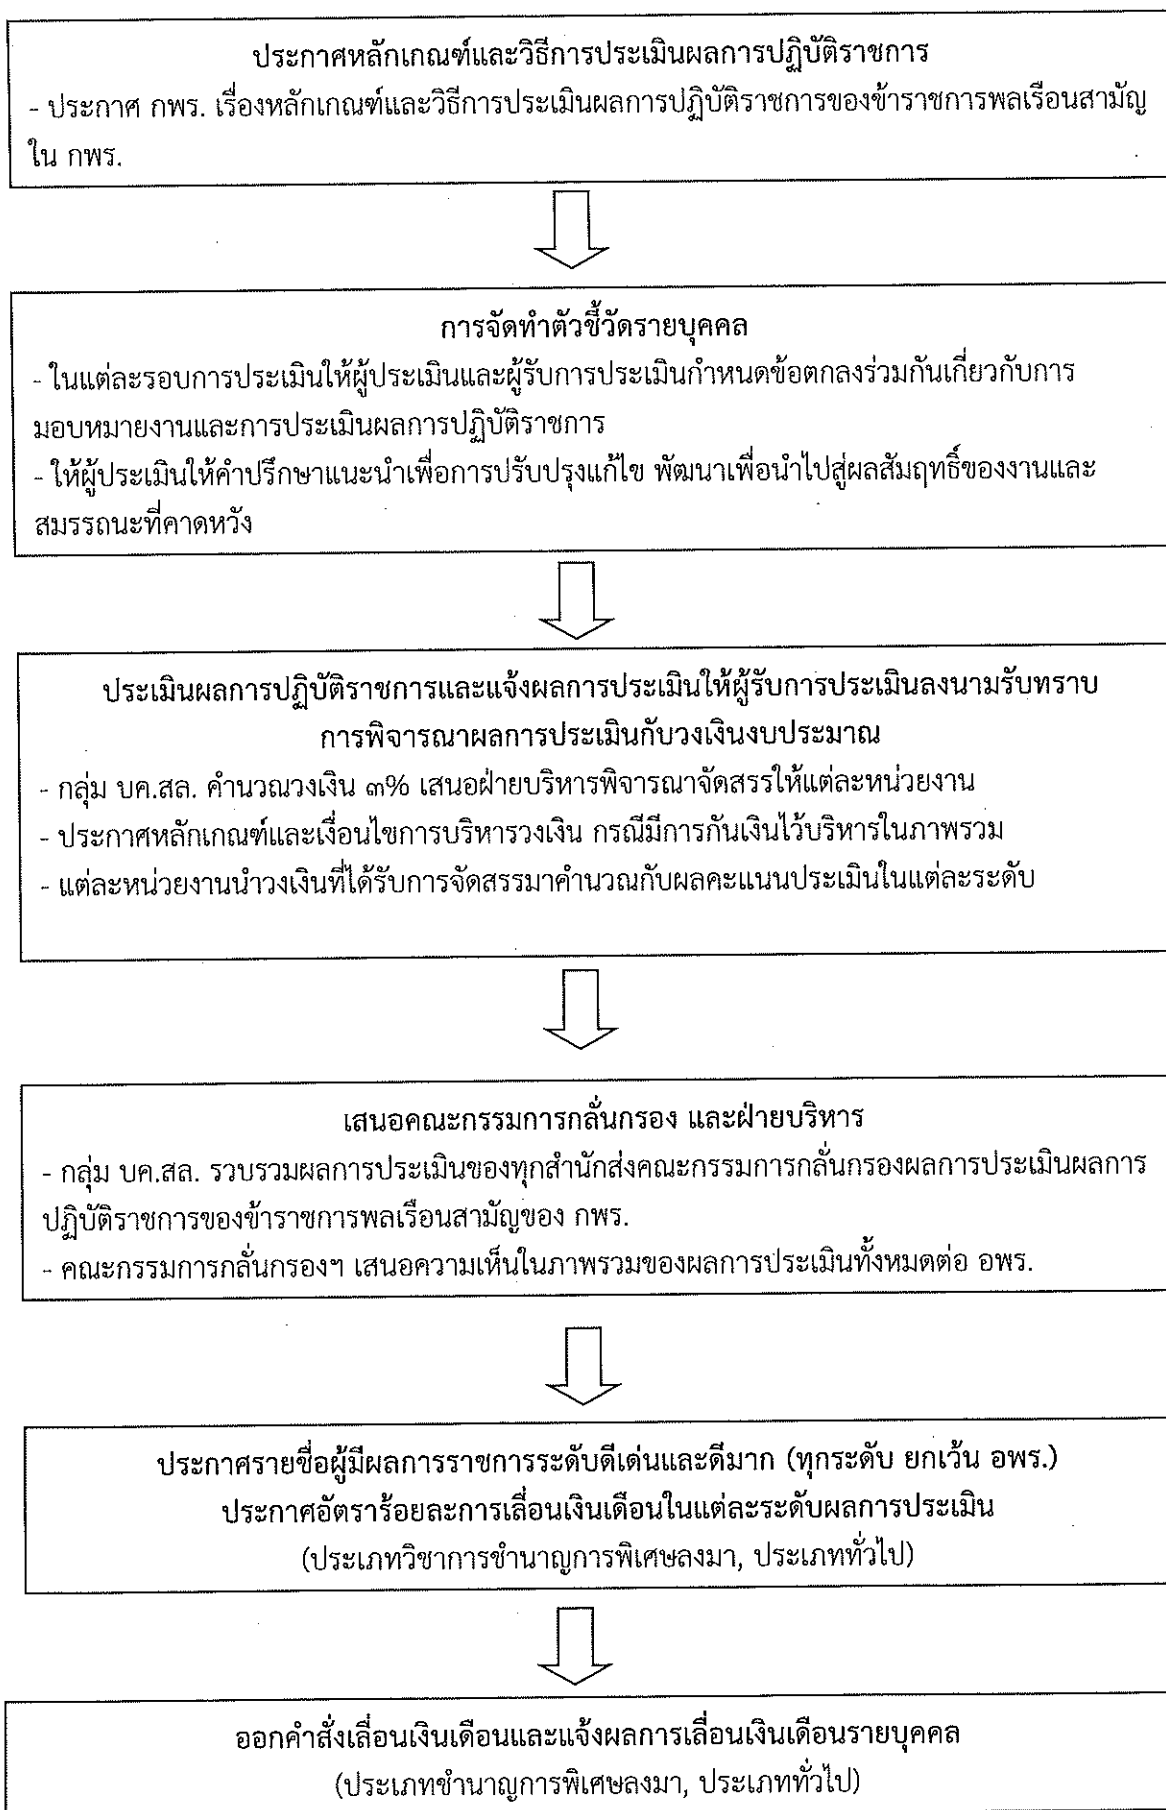 ประกาศหลักเกณฑ์และวิธีการประเมินผลการปฏิบัติราชการ
- ประกาศ กพร. เรื่องหลักเกณฑ์และวิธีการประเมินผลการปฏิบัติราชการของข้าราชการพลเรือนสามัญ
ใน กพร.
การจัดทำตัวชี้วัดรายบุคคล
- ในแต่ละรอบการประเมินให้ผู้ประเมินและผู้รับการประเมินกำหนดข้อตกลงร่วมกันเกี่ยวกับการ
มอบหมายงานและการประเมินผลการปฏิบัติราชการ
- ให้ผู้ประเมินให้คำปรึกษาแนะนำเพื่อการปรับปรุงแก้ไข พัฒนาเพื่อนำไปสู่ผลสัมฤทธิ์ของงานและ
สมรรถนะที่คาดหวัง
ประเมินผลการปฏิบัติราชการและแจ้งผลการประเมินให้ผู้รับการประเมินลงนามรับทราบ
การพิจารณาผลการประเมินกับวงเงินงบประมาณ
- กลุ่ม บค.สล. คำนวณวงเงิน ๓% เสนอฝ่ายบริหารพิจารณาจัดสรรให้แต่ละหน่วยงาน
- ประกาศหลักเกณฑ์และเงื่อนไขการบริหารวงเงิน กรณีมีการกันเงินไว้บริหารในภาพรวม
- แต่ละหน่วยงานนำวงเงินที่ได้รับการจัดสรรมาคำนวณกับผลคะแนนประเมินในแต่ละระดับ
เสนอคณะกรรมการกลั่นกรอง และฝ่ายบริหาร
- กลุ่ม บค.สล. รวบรวมผลการประเมินของทุกสำนักส่งคณะกรรมการกลั่นกรองผลการประเมินผลการ
ปฏิบัติราชการของข้าราชการพลเรือนสามัญของ กพร.
- คณะกรรมการกลั่นกรองฯ เสนอความเห็นในภาพรวมของผลการประเมินทั้งหมดต่อ อพร.
ประกาศรายชื่อผู้มีผลการราชการระดับดีเด่นและดีมาก (ทุกระดับ ยกเว้น อพร.)
ประกาศอัตราร้อยละการเลื่อนเงินเดือนในแต่ละระดับผลการประเมิน
(ประเภทวิชาการชำนาญการพิเศษลงมา, ประเภททั่วไป)
ออกคำสั่งเลื่อนเงินเดือนและแจ้งผลการเลื่อนเงินเดือนรายบุคคล
(ประเภทชำนาญการพิเศษลงมา, ประเภททั่วไป)